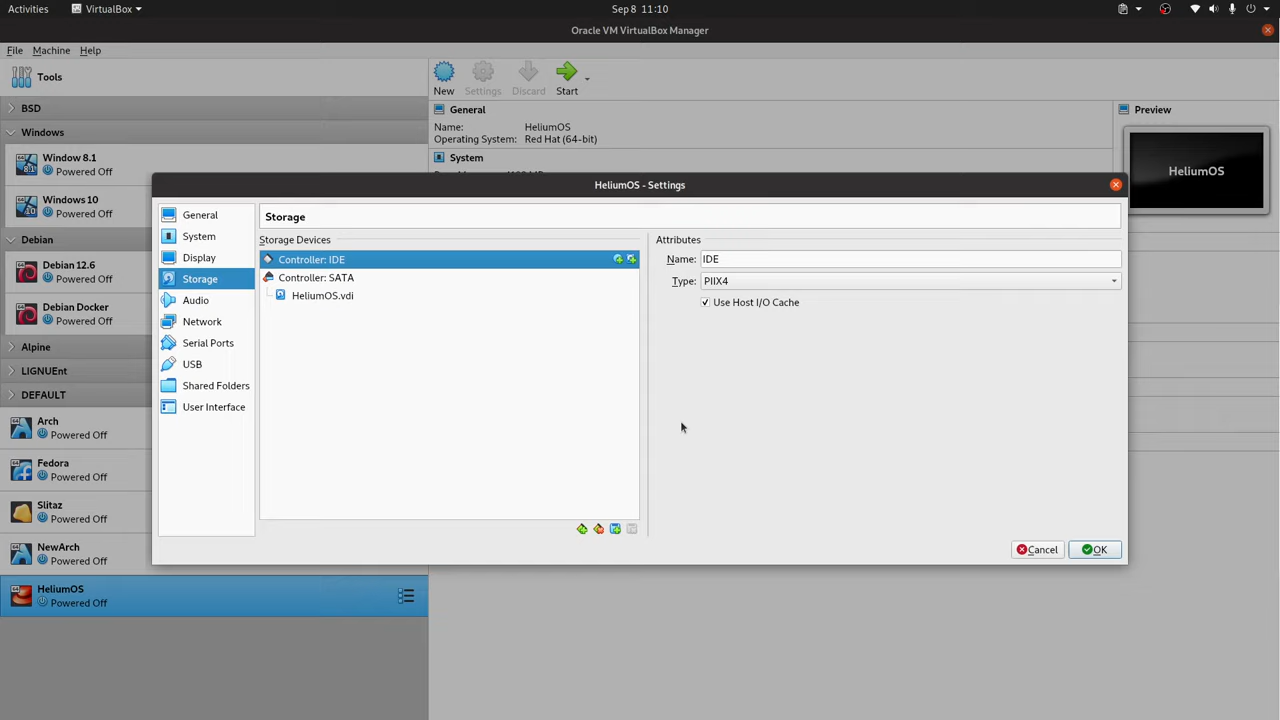 Activities
VirtualBox
Sep 8 11:10
Oracle VM VirtualBox Manager
File Machine Help
Tools
New
Settings
Discard
Start
BSD
Windows
Window 8.1
Powered Off
Windows 10
Powered Off
Debian
Debian 12.6
Powered Off
Debian Docker
Powered Off
Alpine
LIGNUEnt
DEFAULT
Arch
Powered Off
Fedora
Powered Off
Slitaz
Powered Off
NewArch
Powered Off
HeliumOS
Powered Off
General
Name: HeliumOS
Operating System: Red Hat (64-bit)
System
Preview
HeliumOS
HeliumOS - Settings
General
System
Display
Storage
Audio
Network
Serial Ports
USB
Shared Folders
User Interface
Storage
Storage Devices
Controller: IDE
Controller: SATA
HeliumOS.vdi
Attributes
Name: IDE
Type: PIIX4
Use Host I/O Cache
Cancel
OK